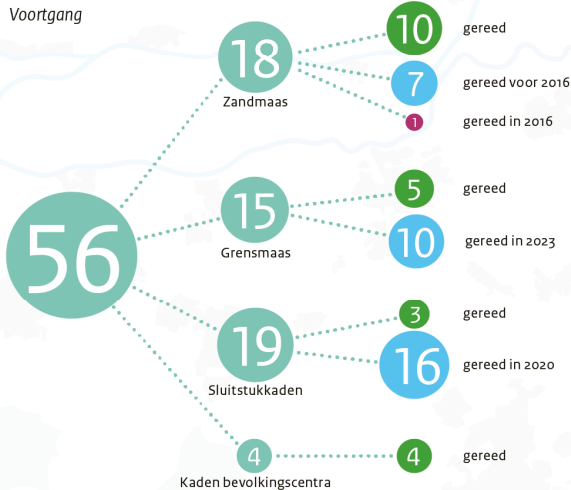 Voortgang
56
18
Zandmaas
10 gereed
7 gereed voor 2016
1 gereed in 2016
15
Grensmaas
5 gereed
10 gereed in 2023
19
Sluitstukkaden
3 gereed
16 gereed in 2020
4
Kaden bevolkingscentra
4 gereed